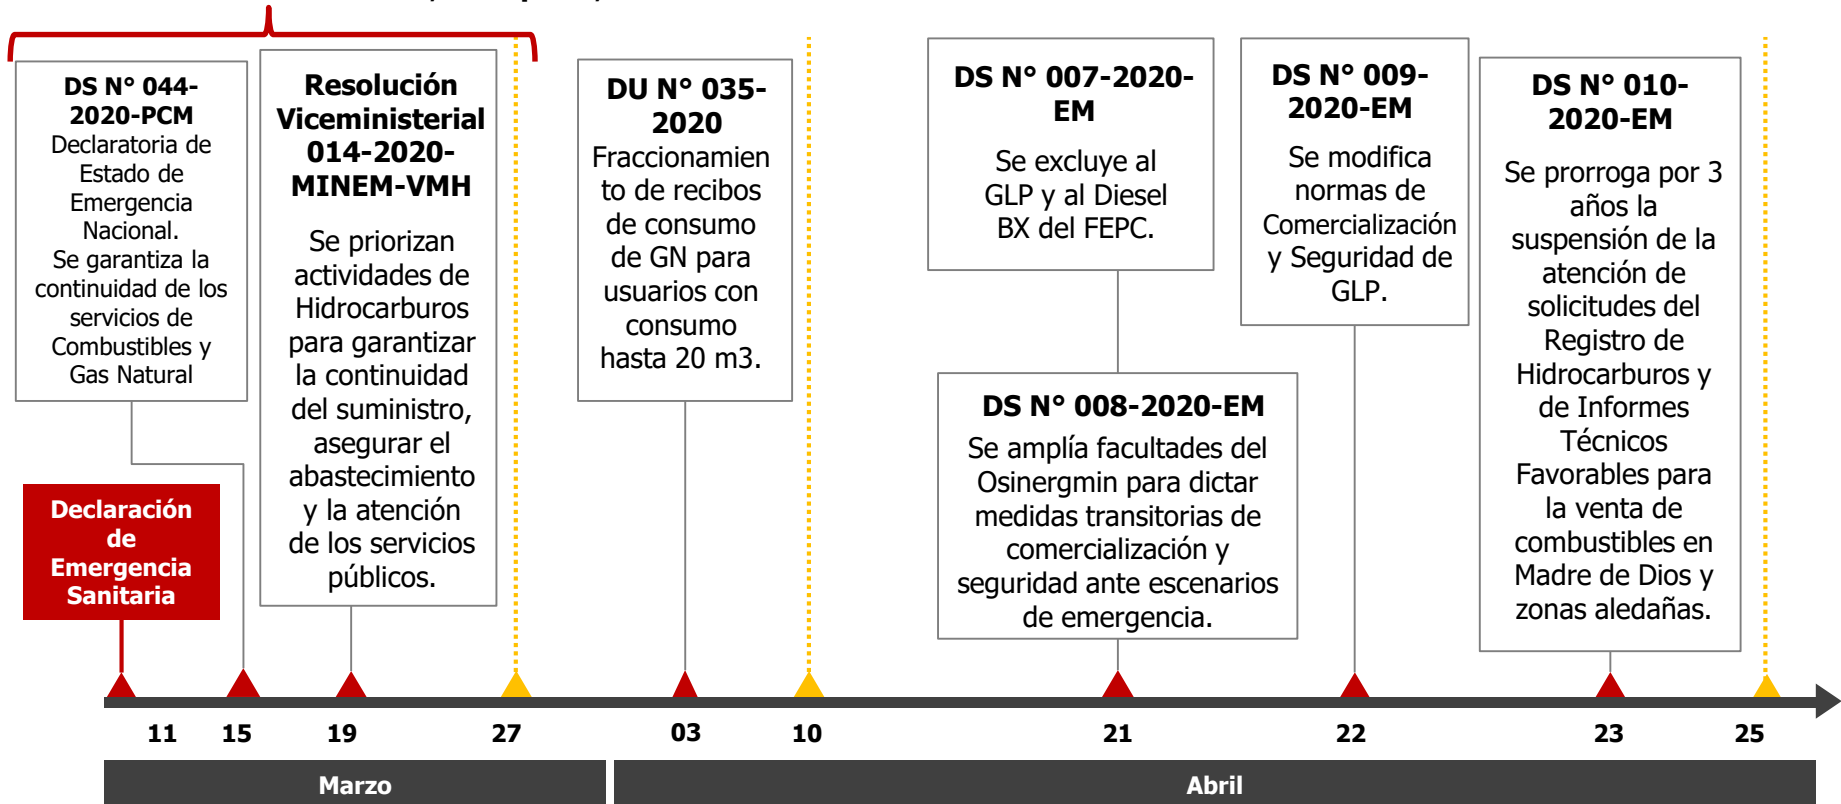 DS N° 044-
2020-PCM
Declaratoria de
Estado de
Emergencia
Nacional.
Se garantiza la
continuidad de los
servicios de
Combustibles y
Gas Natural
Declaración
de
Emergencia
Sanitaria
Resolución
Viceministerial
014-2020-
MINEM-VMH
Se priorizan
actividades de
Hidrocarburos
para garantizar
la continuidad
del suministro,
asegurar el
abastecimiento
y la atención
de los servicios
públicos.
DU N° 035-
2020
Fraccionamien
to de recibos
de consumo
de GN para
usuarios con
consumo
hasta 20 m3.
DS N° 007-2020-
EM
Se excluye al
GLP y al Diesel
BX del FEPC.
DS N° 008-2020-EM
Se amplía facultades del
Osinergmin para dictar
medidas transitorias de
comercialización y
seguridad ante escenarios
de emergencia.
DS N° 009-
2020-EM
Se modifica
normas de
Comercialización
y Seguridad de
GLP.
DS N° 010-
2020-EM
Se prorroga por 3
años la
suspensión de la
atención de
solicitudes del
Registro de
Hidrocarburos y
de Informes
Técnicos
Favorables para
la venta de
combustibles en
Madre de Dios y
zonas aledañas.
11 15 19 27 03 10 21 22 23 25
Marzo Abril